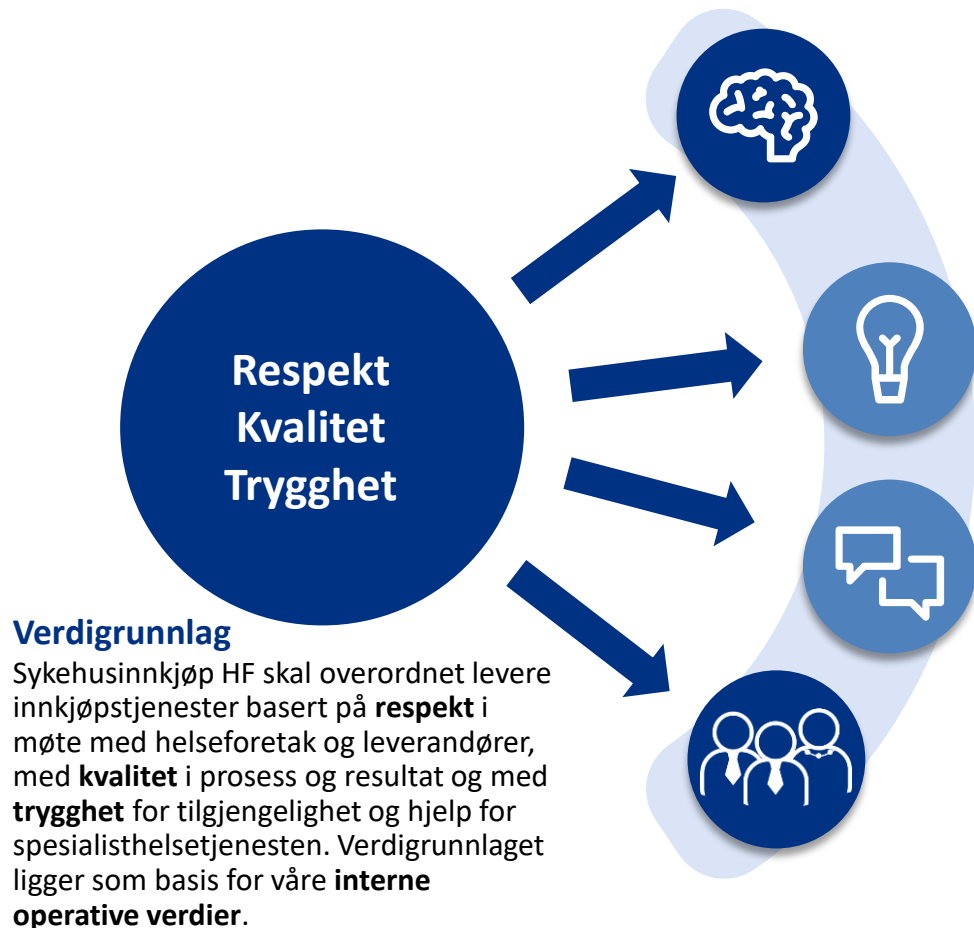 Respekt
Kvalitet
Trygghet
Verdigrunnlag
Sykehusinnkjøp HF skal overordnet levere
innkjøpstjenester basert på respekt i
møte med helseforetak og leverandører,
med kvalitet i prosess og resultat og med
trygghet for tilgjengelighet og hjelp for
spesialisthelsetjenesten. Verdigrunnlaget
ligger som basis for våre interne
operative verdier.